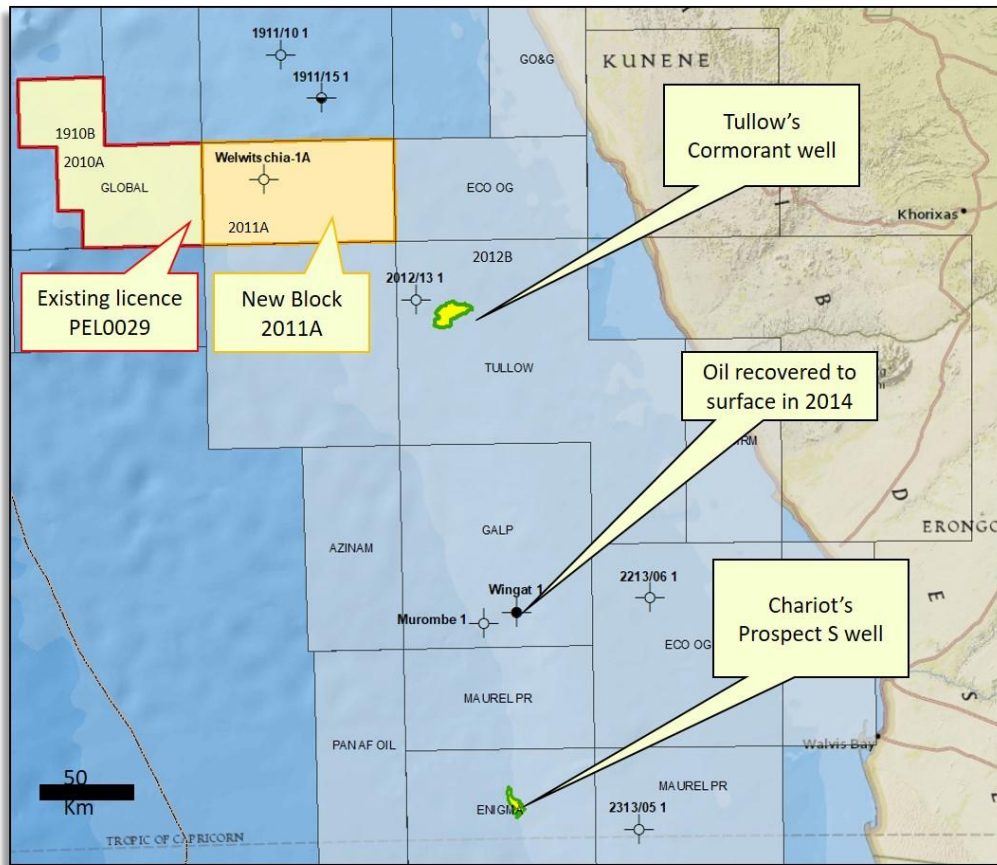 1911/10 1
GO&G
KUNENE
1911/15 1
Tullow's
Cormorant well
1910B
2010A
GLOBAL
Welwitschia-1A
2011A
ECO OG
Khorixas
Existing licence
PEL0029
New Block
2011A
2012B
2012/13 1
TULLOW
Oil recovered to
surface in 2014
GALP
AZINAM
ERONGO
Wingat 1
Murombe 1
2213/06 1
ECO OG
Chariot's
Prospect S well
MAUREL PR
PAN AF OIL
Walvis Bay
50
Km
ENIGMA
MAUREL PR
2313/05 1
TROPIC OF CAPRICORN
I
B
N
A
M
D
E
S